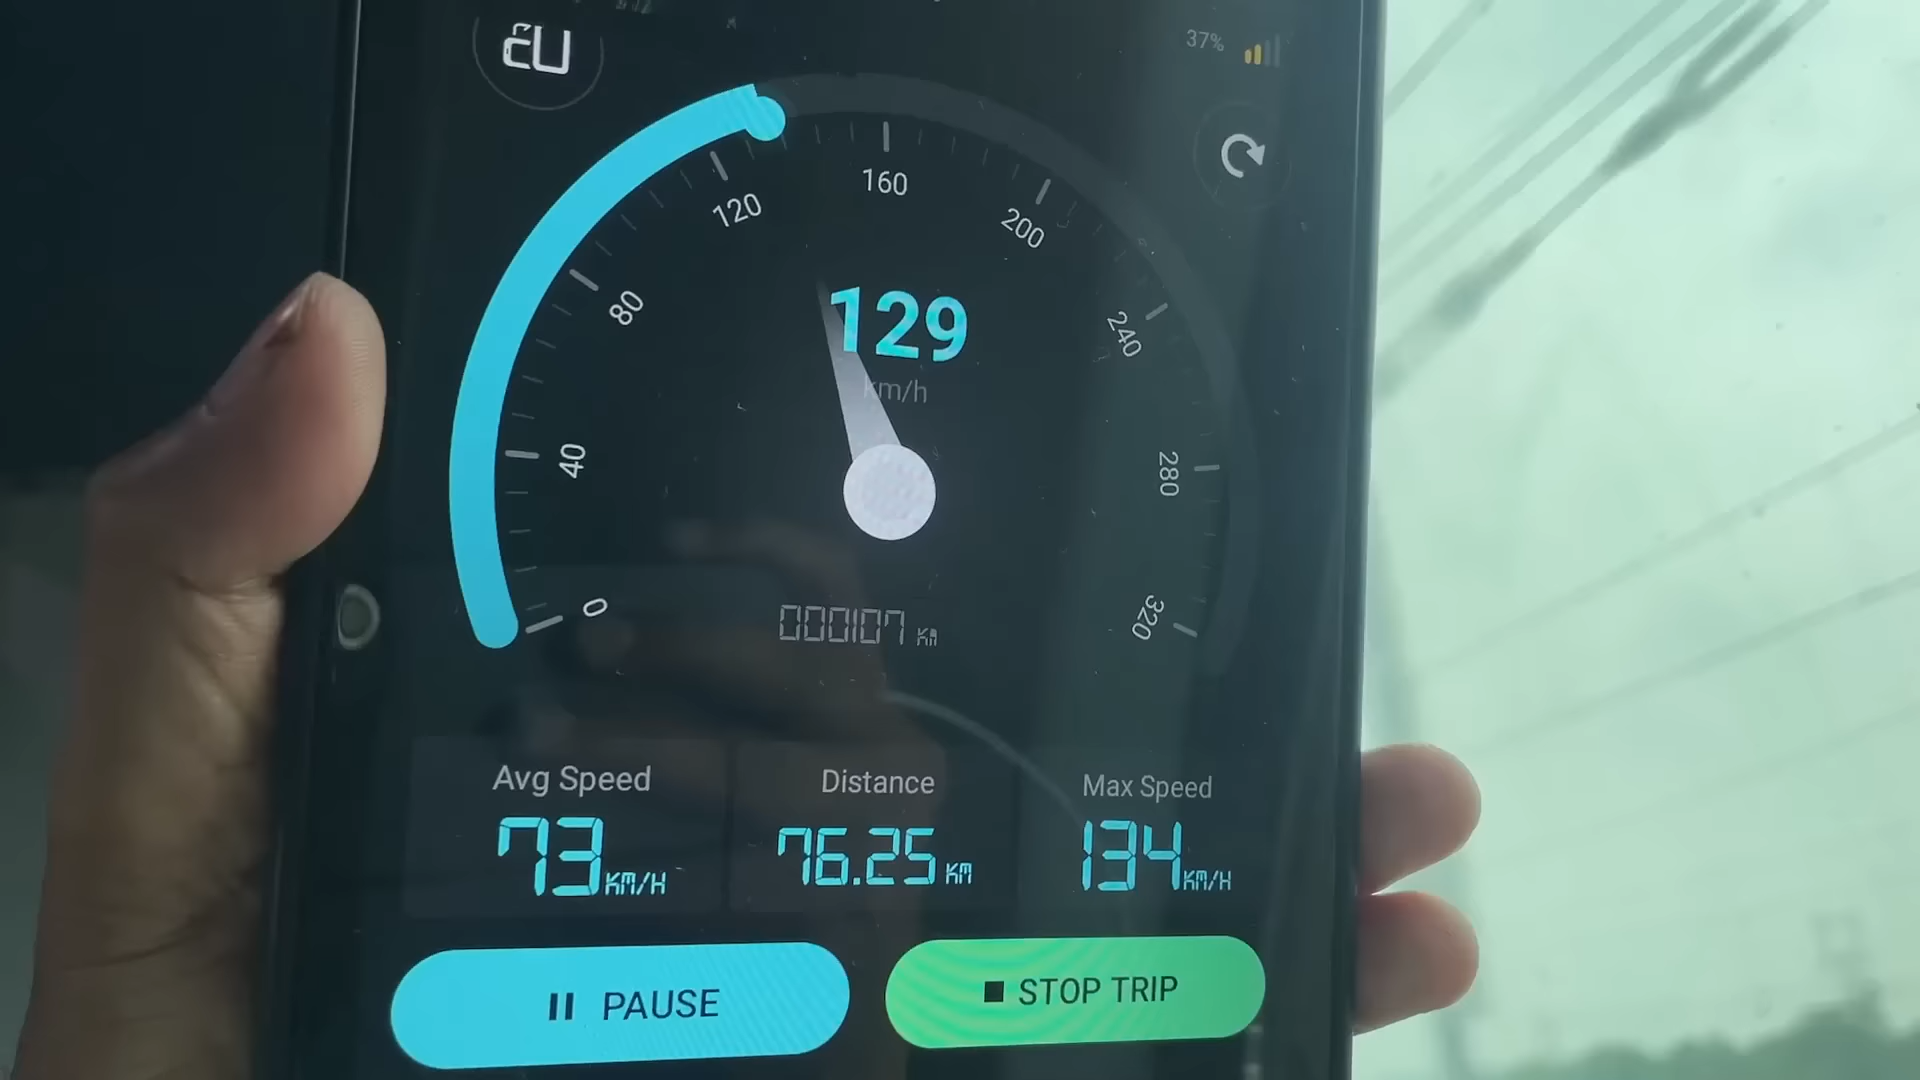 37%
160
120
200
80
240
129
km/h
40
280
0
320
000107 KM
Avg Speed
Distance
Max Speed
73 KM/H
76.25 KM
134 KM/H
PAUSE
STOP TRIP